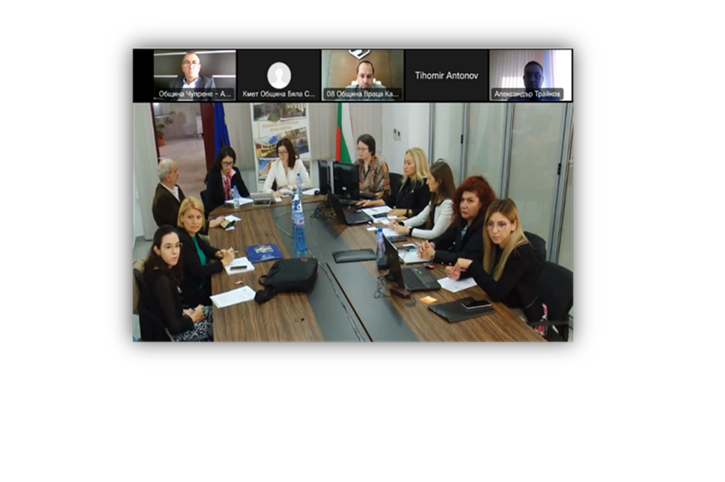 Община Чупрене - А...
Кмет Община Бяла С...
08 Община Враца Ка...
Tihomir Antonov
Александър Трайков